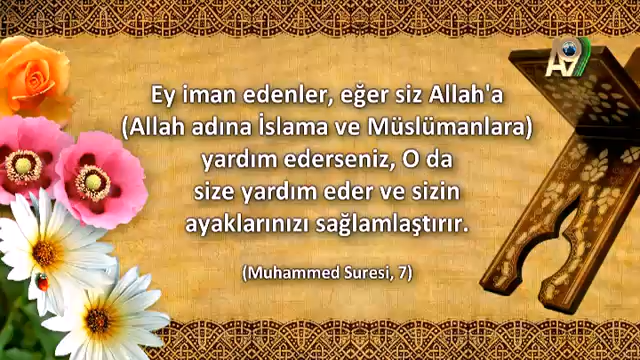 A9
Ey iman edenler, eğer siz Allah'a
(Allah adına İslama ve Müslümanlara)
yardım ederseniz, O da
size yardım eder ve sizin
ayaklarınızı sağlamlaştırır.
(Muhammed Suresi, 7)